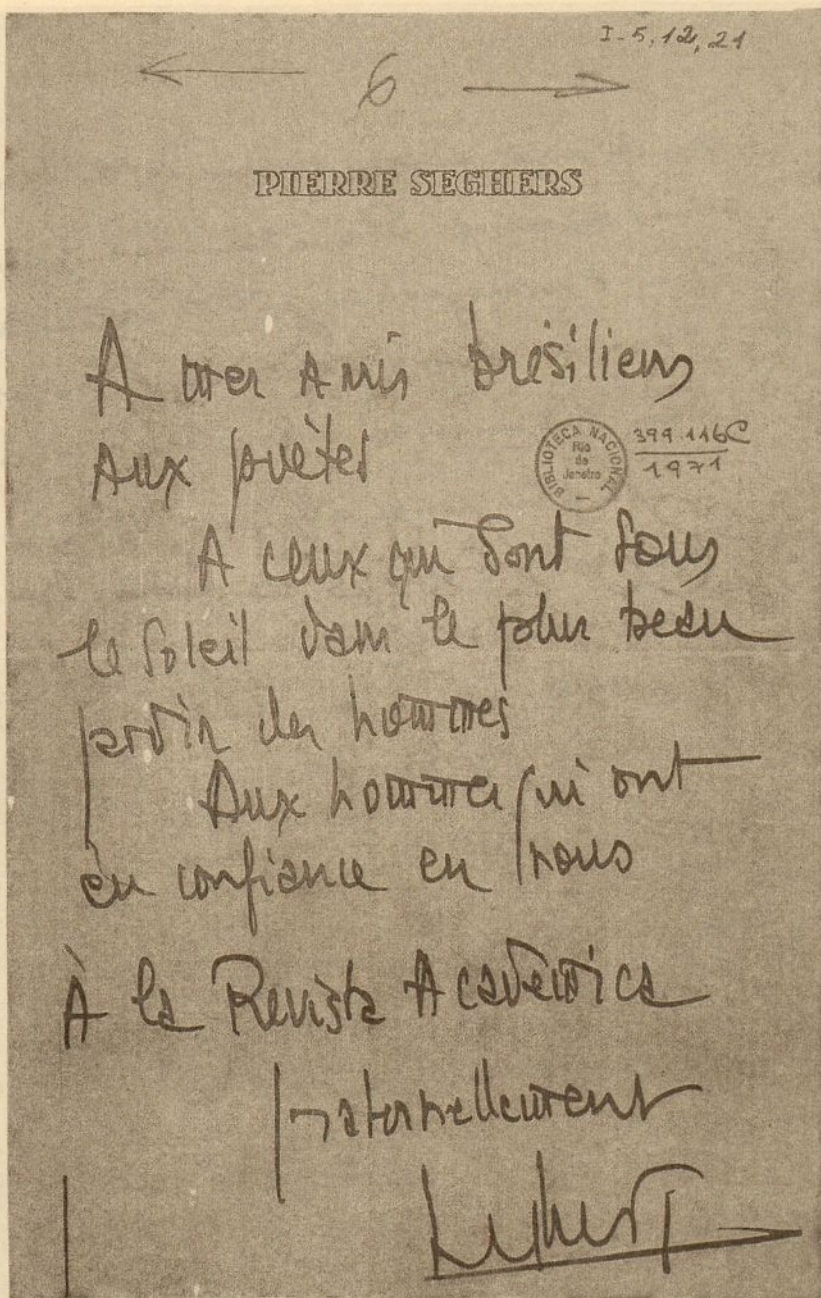 I-5,12,21
6
PIERRE SEGHERS
A mes amis brésiliens
aux poètes
BIBLIOTECA NACIONAL
Rio
de
Janeiro
399.116C
1971
A ceux qui sont sous
le soleil dans le plus beau
jardin des hommes
Aux hommes qui ont
eu confiance en nous
À la Revista Academica
fraternellement
Seghers